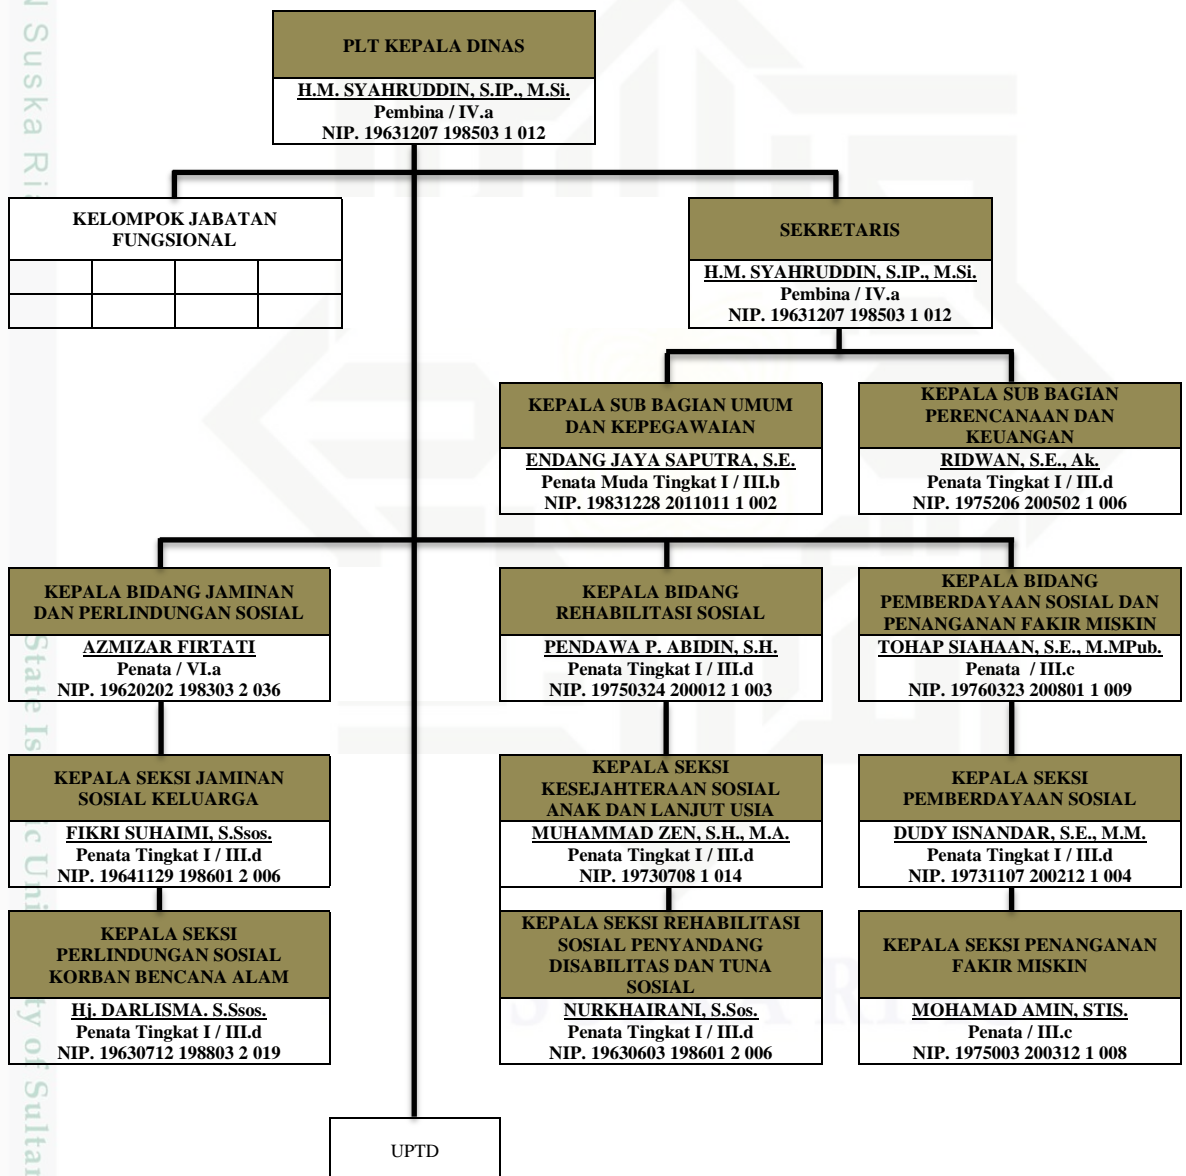 PLT KEPALA DINAS
H.M. SYAHRUDDIN, S.IP., M.Si.
Pembina / IV.a
NIP. 19631207 198503 1 012
KELOMPOK JABATAN
FUNGSIONAL
SEKRETARIS
H.M. SYAHRUDDIN, S.IP., M.Si.
Pembina / IV.a
NIP. 19631207 198503 1 012
KEPALA SUB BAGIAN UMUM
DAN KEPEGAWAIAN
ENDANG JAYA SAPUTRA, S.E.
Penata Muda Tingkat I / III.b
NIP. 19831228 2011011 1 002
KEPALA SUB BAGIAN
PERENCANAAN DAN
KEUANGAN
RIDWAN, S.E., Ak.
Penata Tingkat I / III.d
NIP. 1975206 200502 1 006
KEPALA BIDANG JAMINAN
DAN PERLINDUNGAN SOSIAL
AZMIZAR FIRTATI
Penata / VI.a
NIP. 19620202 198303 2 036
KEPALA BIDANG
REHABILITAS SOSIAL
PENDAWA P. ABIDIN, S.H.
Penata Tingkat I / III.d
NIP. 19750324 200012 1 003
KEPALA BIDANG
PEMBERDAYAAN SOSIAL DAN
PENANGANAN FAKIR MISKIN
TOHAP SIAHAAN, S.E., M.MPub.
Penata / III.c
NIP. 19760323 200801 1 009
KEPALA SEKSI JAMINAN
SOSIAL KELUARGA
FIKRI SUHAIMI, S.Ssos.
Penata Tingkat I / III.d
NIP. 19641129 198601 2 006
KEPALA SEKSI
KESEJAHTERAAN SOSIAL
ANAK DAN LANJUT USIA
MUHAMMAD ZEN, S.H., M.A.
Penata Tingkat I / III.d
NIP. 19730708 1 014
KEPALA SEKSI
PEMBERDAYAAN SOSIAL
DUDY ISNANDAR, S.E., M.M.
Penata Tingkat I / III.d
NIP. 19731107 200212 1 004
KEPALA SEKSI
PERLINDUNGAN SOSIAL
KORBAN BENCANA ALAM
Hj. DARLISMA. S.Ssos.
Penata Tingkat I / III.d
NIP. 19630712 198803 2 019
KEPALA SEKSI REHABILITASI
SOSIAL PENYANDANG
DISABILITAS DAN TUNA
SOSIAL
NURKHAIRANI, S.Sos.
Penata Tingkat I / III.d
NIP. 19630603 198601 2 006
KEPALA SEKSI PENANGANAN
FAKIR MISKIN
MOHAMAD AMIN, STIS.
Penata / III.c
NIP. 1975003 200312 1 008
UPTD
Suska
State
of Sultan